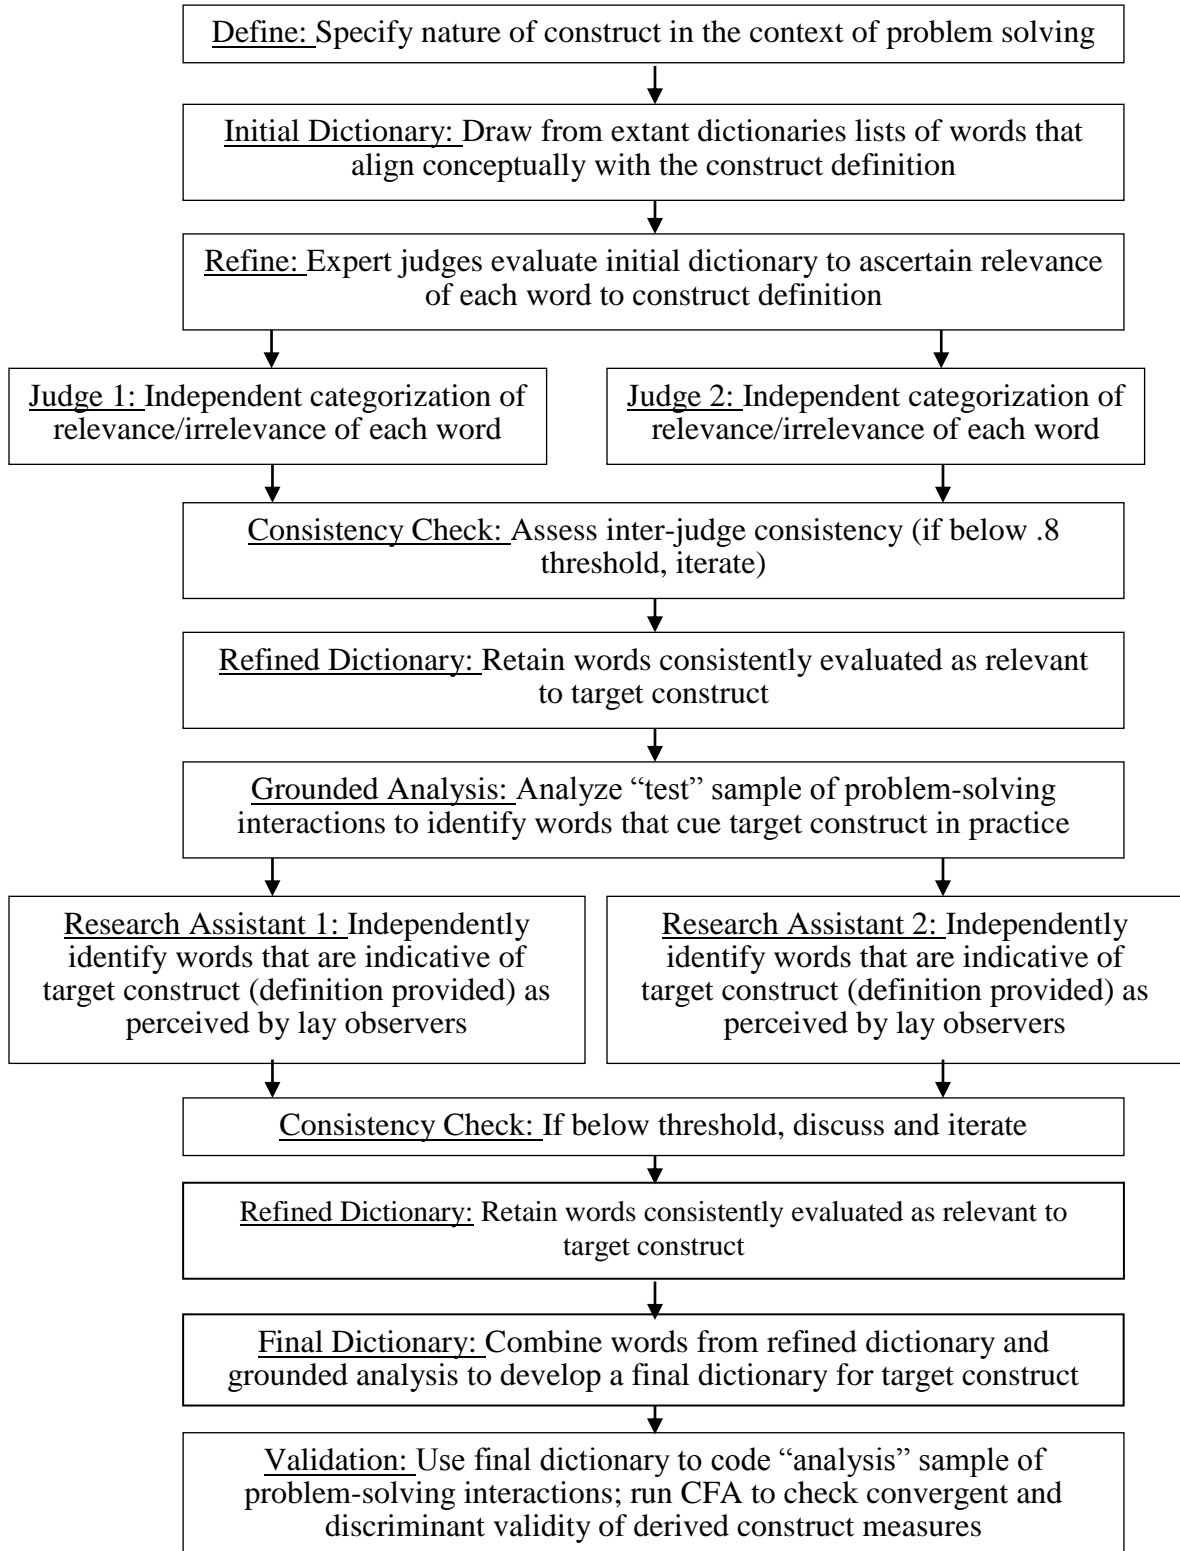 Define: Specify nature of construct in the context of problem solving
Initial Dictionary: Draw from extant dictionaries lists of words that
align conceptually with the construct definition
Refine: Expert judges evaluate initial dictionary to ascertain relevance
of each word to construct definition
Judge 1: Independent categorization of
relevance/irrelevance of each word
Judge 2: Independent categorization of
relevance/irrelevance of each word
Consistency Check: Assess inter-judge consistency (if below .8
threshold, iterate)
Refined Dictionary: Retain words consistently evaluated as relevant
to target construct
Grounded Analysis: Analyze “test” sample of problem-solving
interactions to identify words that cue target construct in practice
Research Assistant 1: Independently
identify words that are indicative of
target construct (definition provided) as
perceived by lay observers
Research Assistant 2: Independently
identify words that are indicative of
target construct (definition provided) as
perceived by lay observers
Consistency Check: If below threshold, discuss and iterate
Refined Dictionary: Retain words consistently evaluated as relevant to
target construct
Final Dictionary: Combine words from refined dictionary and
grounded analysis to develop a final dictionary for target construct
Validation: Use final dictionary to code “analysis” sample of
problem-solving interactions; run CFA to check convergent and
discriminant validity of derived construct measures